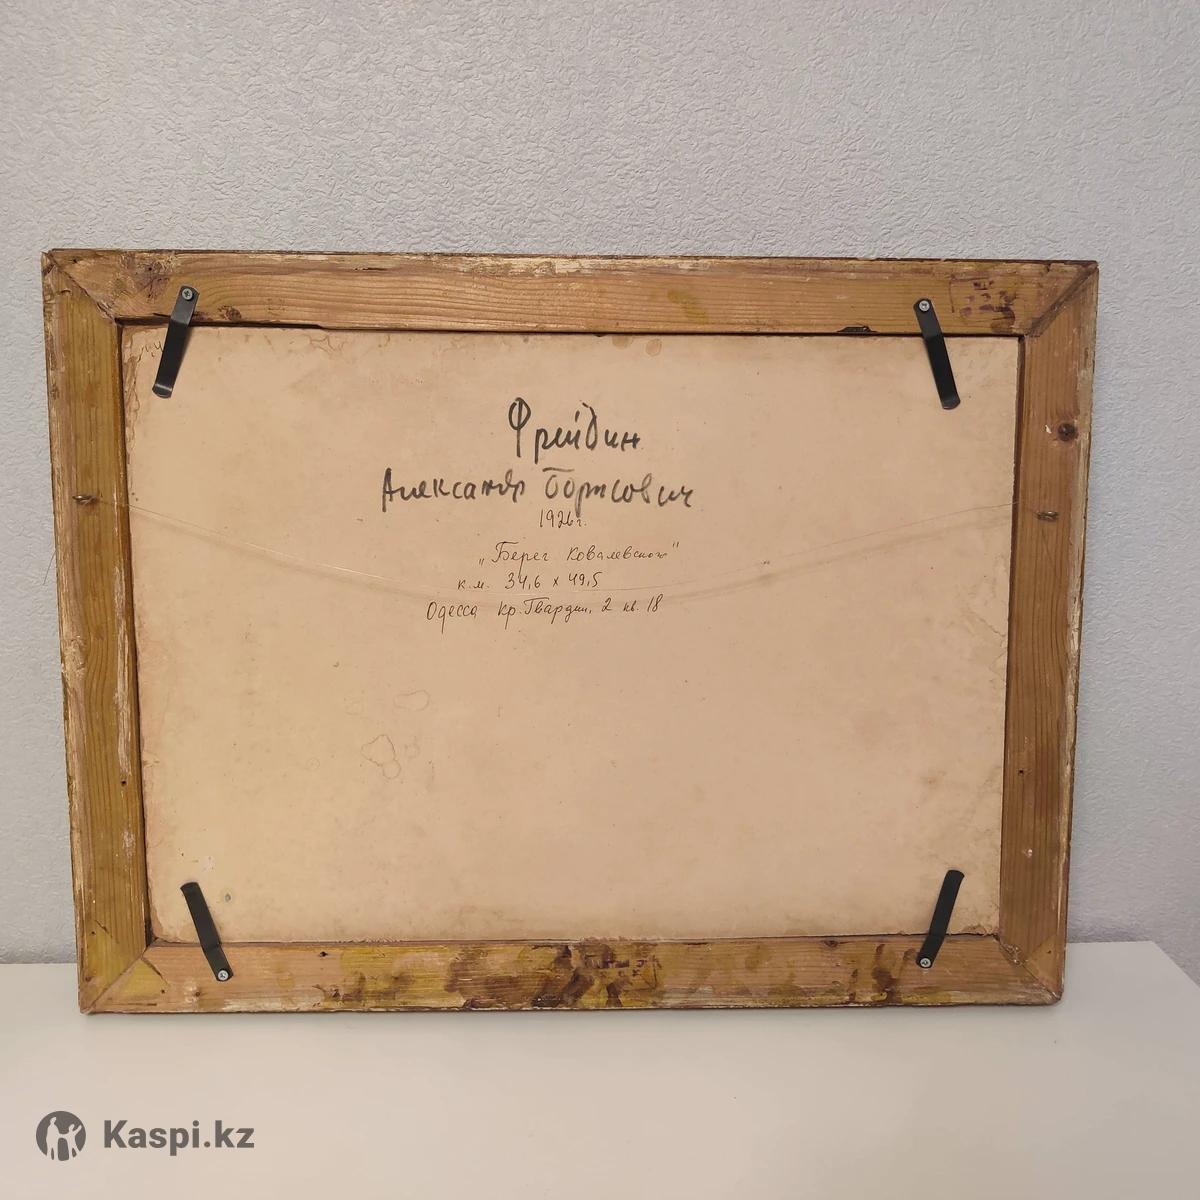 Фрейдин
Александр Борисович
1926г.
„Берег Ковалевского"
к.м. 34,6 х 49,5
Одесса кр. Гвардии, 2 кв. 18
Kaspi.kz